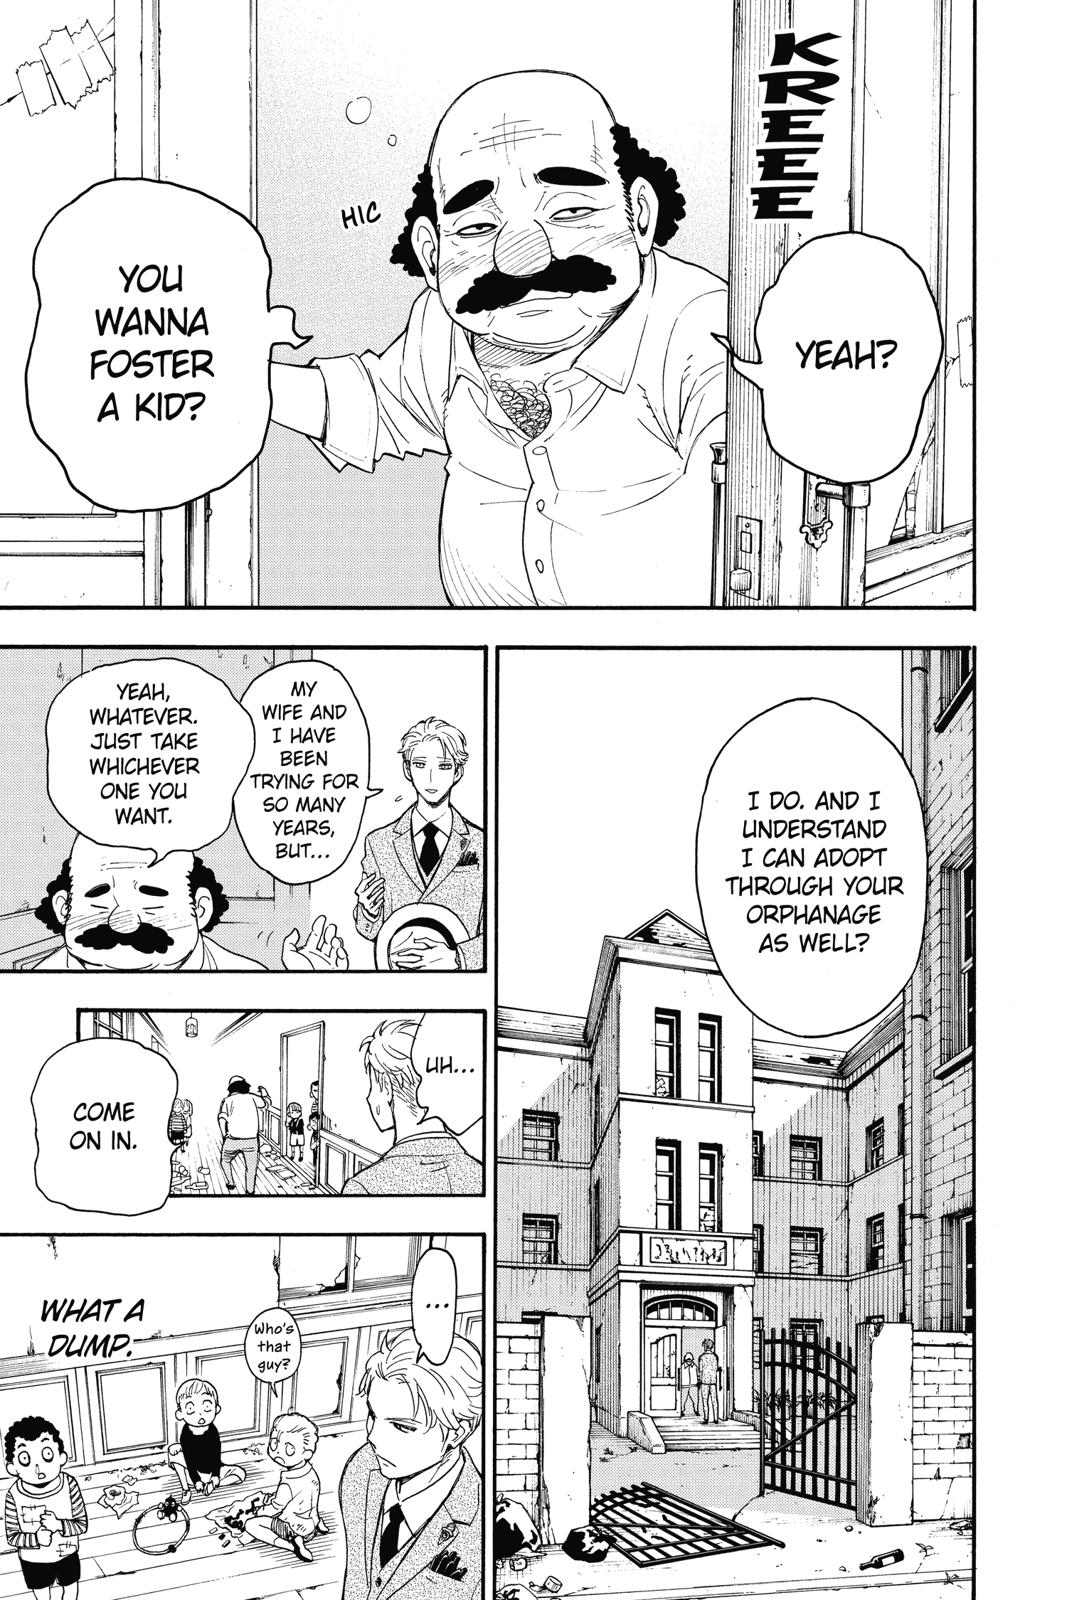 KREEE
YEAH?
HIC
YOU
WANNA
FOSTER
A KID?
I DO. AND I
UNDERSTAND
I CAN ADOPT
THROUGH YOUR
ORPHANAGE
AS WELL?
MY
WIFE AND
I HAVE
BEEN
TRYING FOR
SO MANY
YEARS,
BUT...
YEAH,
WHATEVER.
JUST TAKE
WHICHEVER
ONE YOU
WANT.
UH...
COME
ON IN.
...
Who's
that
guy?
WHAT A
DUMP.